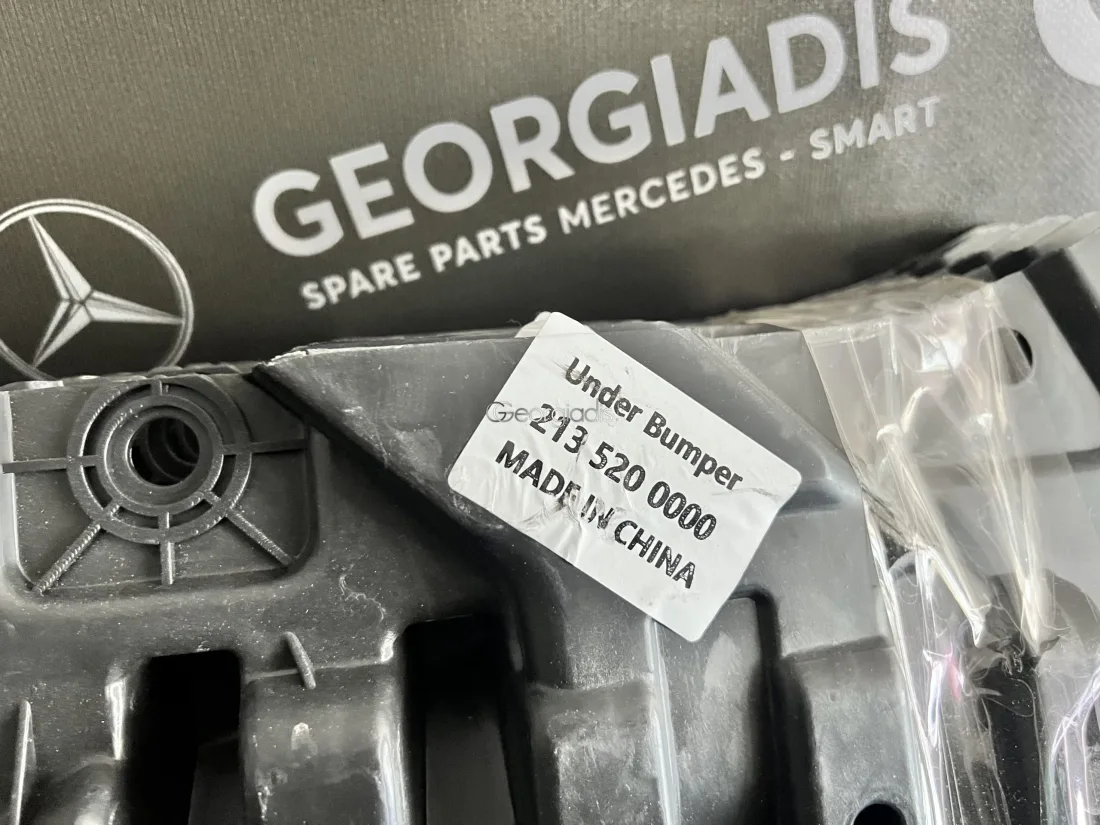 GEORGIADIS
SPARE PARTS MERCEDES - SMART
Under Bumper
Georgiadis
213 520 0000
MADE IN CHINA